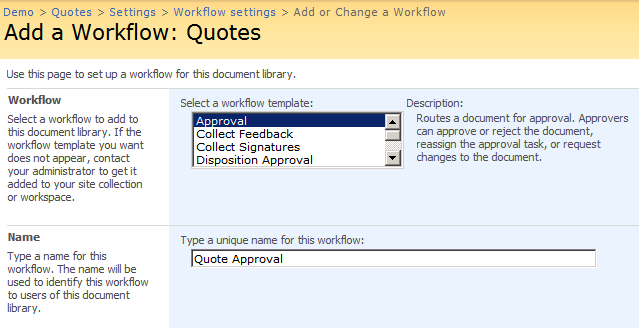 Demo > Quotes > Settings > Workflow settings > Add or Change a Workflow
Add a Workflow: Quotes
Use this page to set up a workflow for this document library.
Workflow
Select a workflow to add to
this document library. If the
workflow template you want
does not appear, contact
your administrator to get it
added to your site collection
or workspace.
Select a workflow template:
Approval
Collect Feedback
Collect Signatures
Disposition Approval
Description:
Routes a document for approval. Approvers
can approve or reject the document,
reassign the approval task, or request
changes to the document.
Name
Type a name for this
workflow. The name will be
used to identify this workflow
to users of this document
library.
Type a unique name for this workflow:
Quote Approval